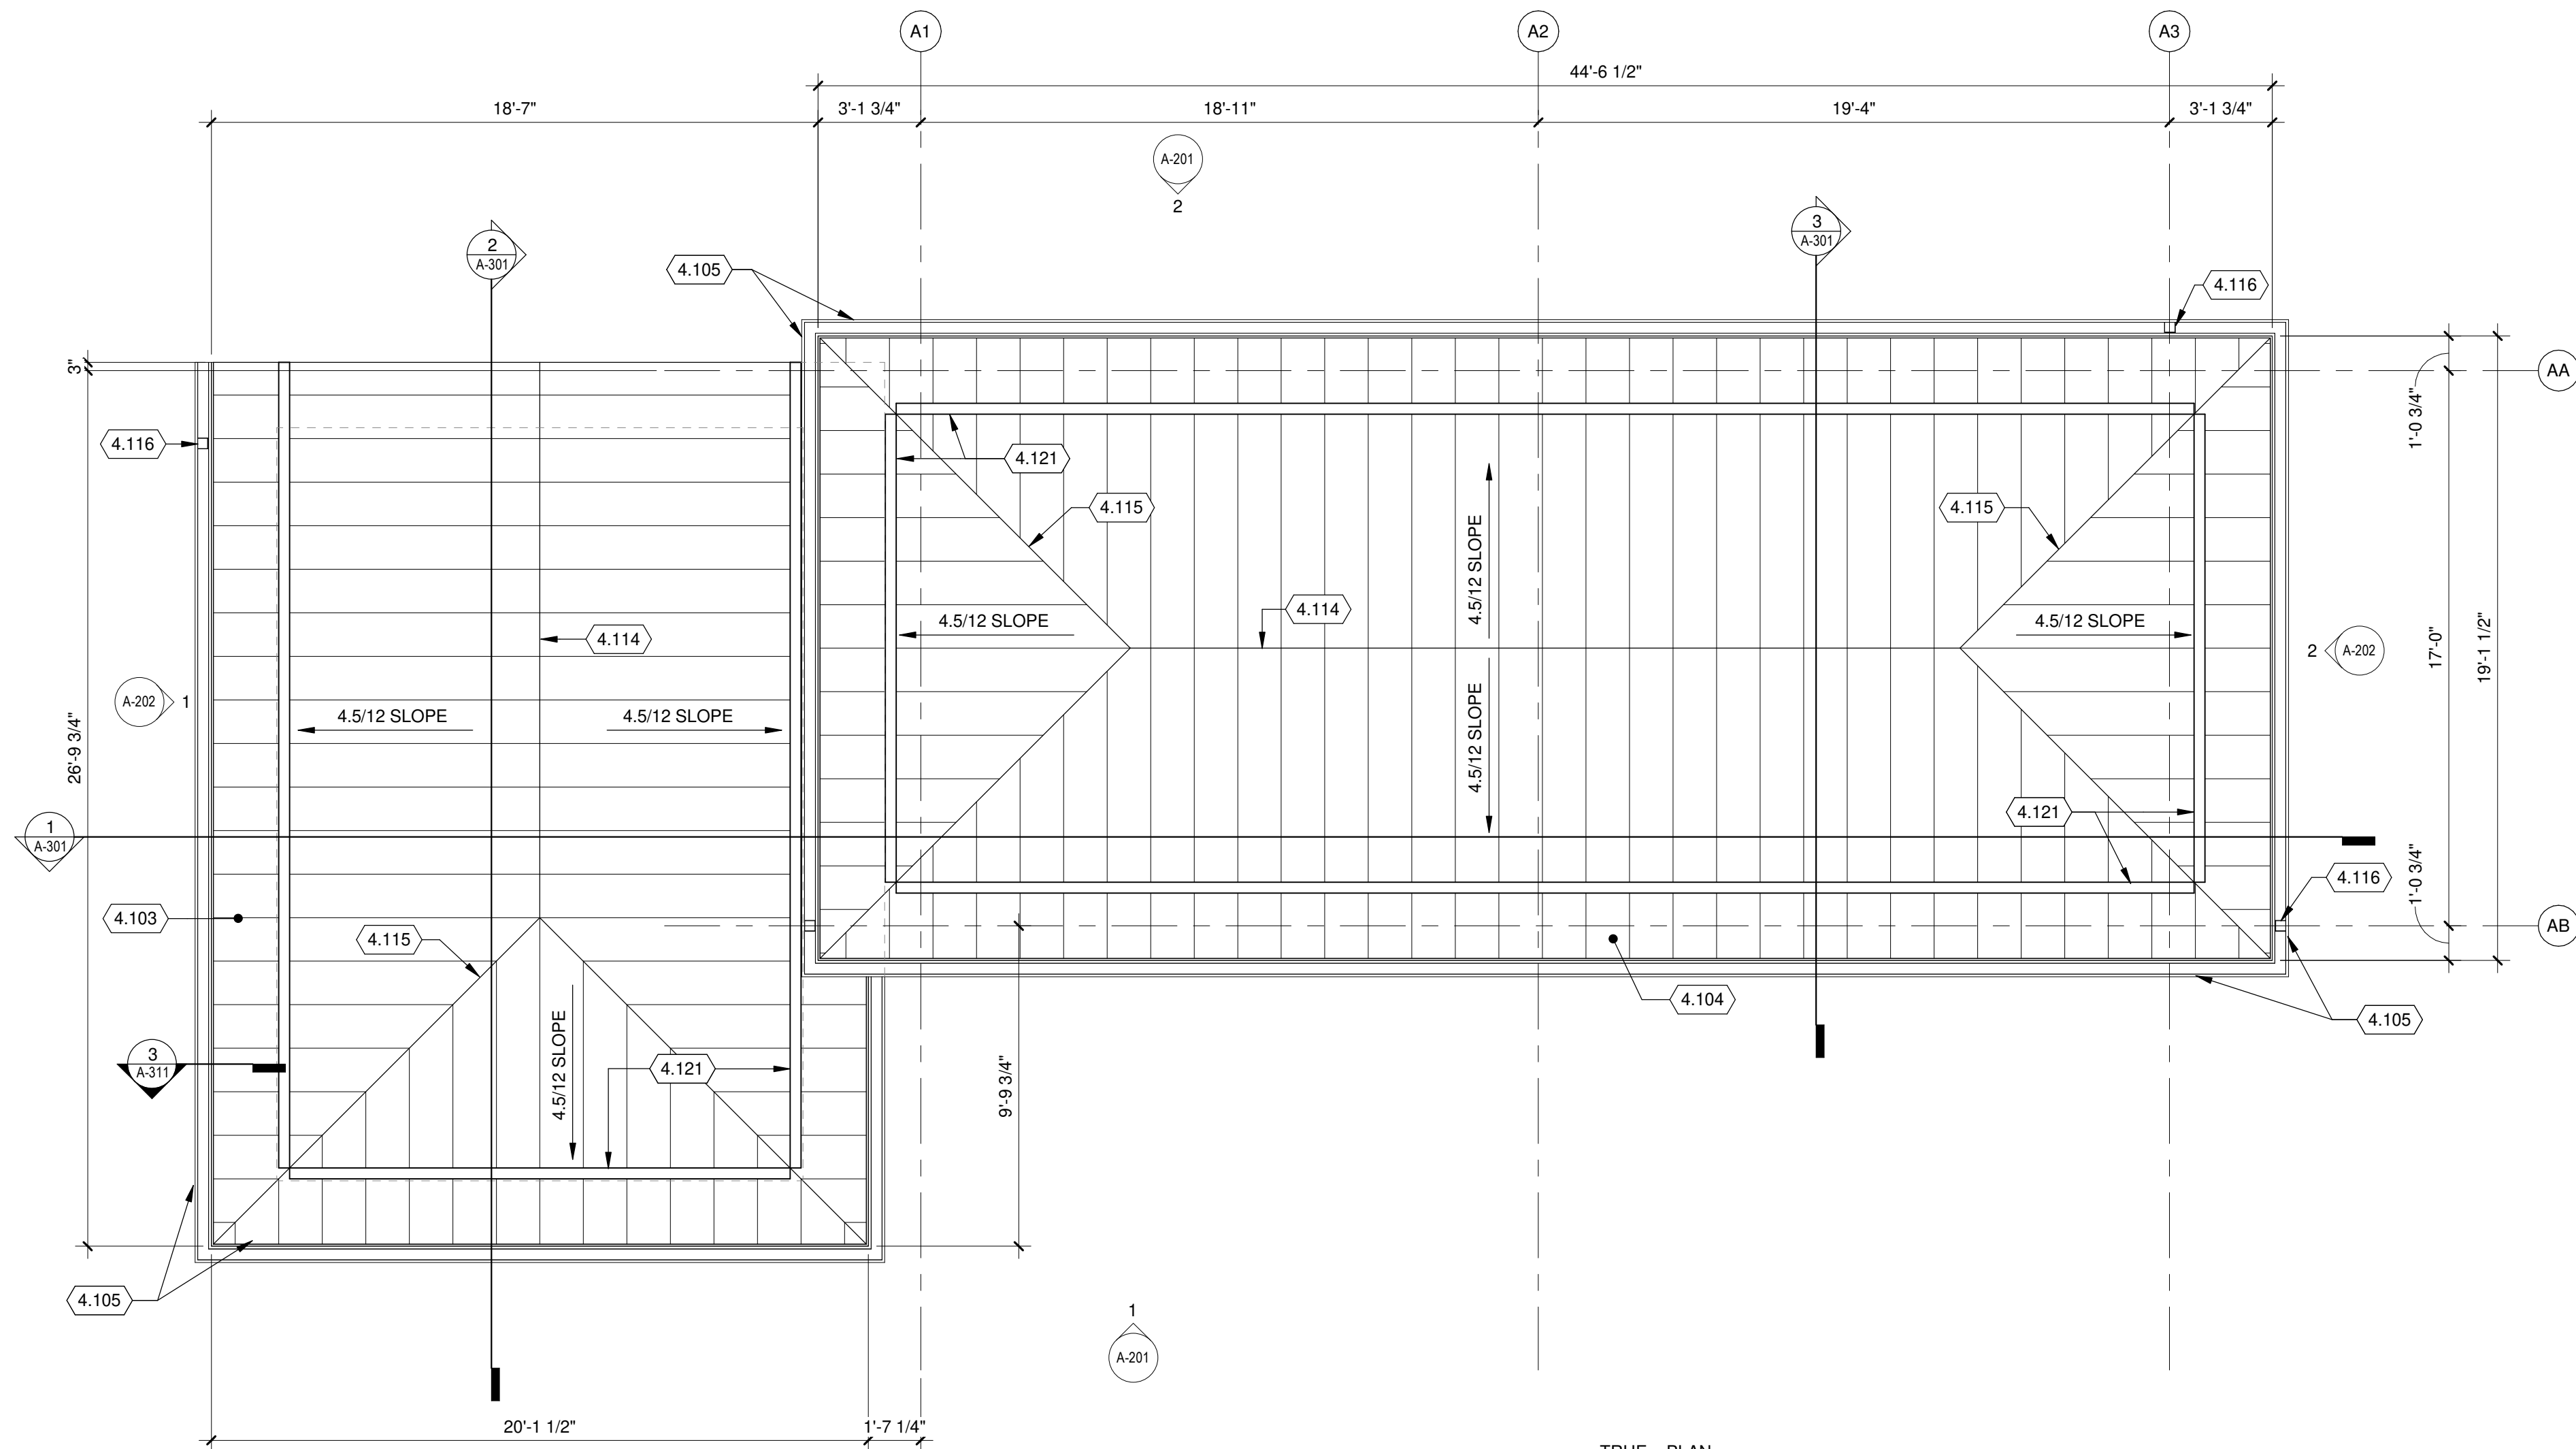 A1
A2
A3
44'-6 1/2"
18'-7"
3'-1 3/4"
18'-11"
19'-4"
3'-1 3/4"
A-201
2
2
A-301
3
A-301
4.105
4.116
3"
AA
1'-0 3/4"
4.116
4.121
4.115
4.115
4.5/12 SLOPE
4.114
4.5/12 SLOPE
4.5/12 SLOPE
4.114
17'-0"
19'-1 1/2"
2
A-202
A-202
1
4.5/12 SLOPE
4.5/12 SLOPE
4.5/12 SLOPE
26'-9 3/4"
1
A-301
4.121
1'-0 3/4"
4.116
4.103
4.115
AB
4.104
4.105
3
A-311
4.5/12 SLOPE
4.121
9'-9 3/4"
4.105
1
A-201
20'-1 1/2"
1'-7 1/4"
TRUE PLAN